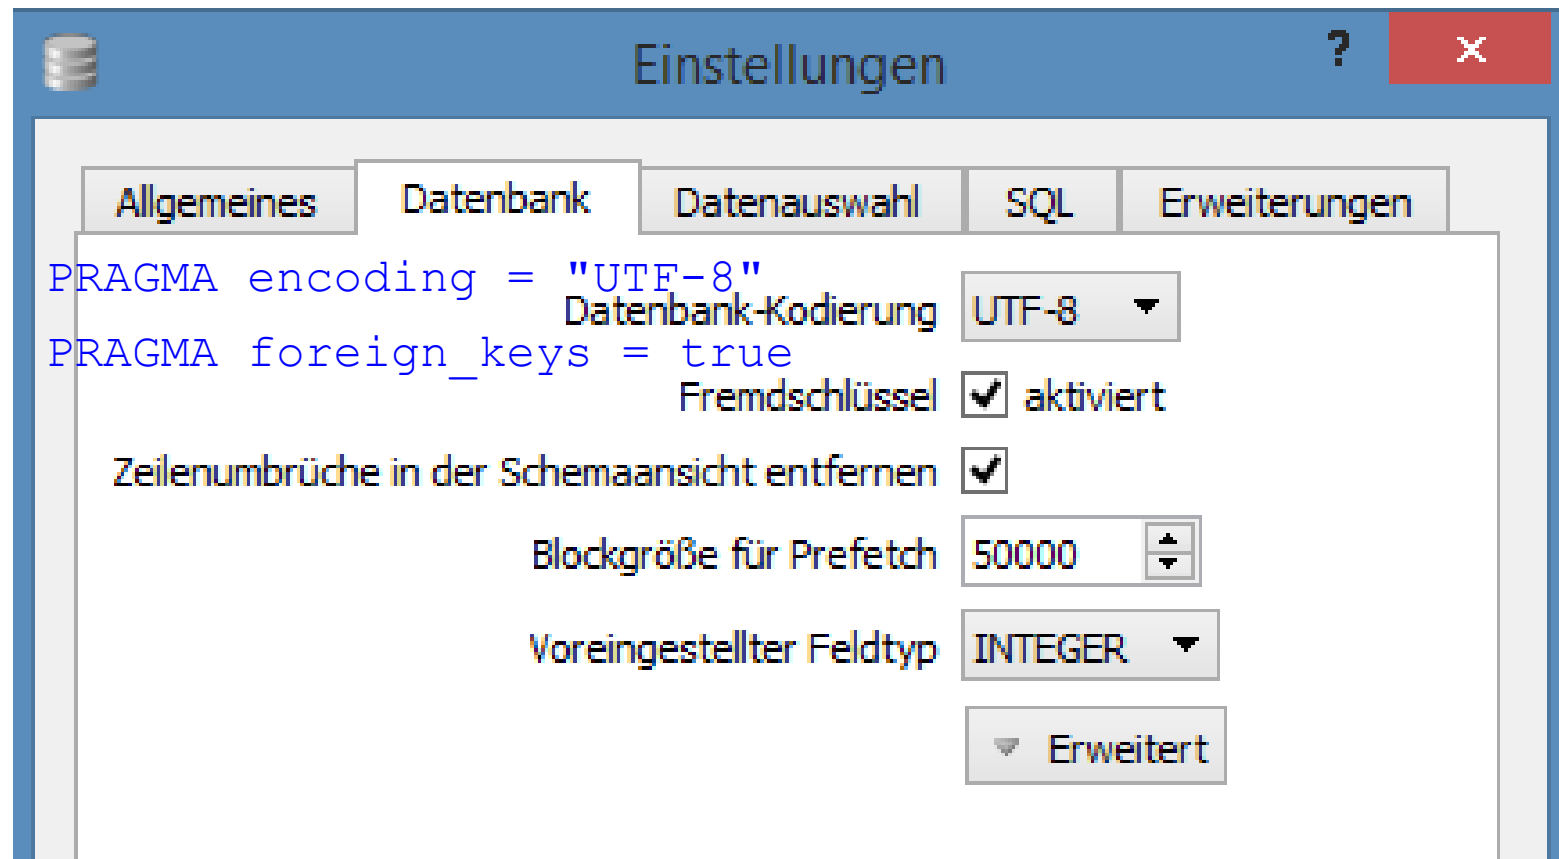 Einstellungen ?
Allgemeines Datenbank Datenauswahl SQL Erweiterungen
PRAGMA encoding = "UTF-8"
Datenbank-Kodierung UTF-8
PRAGMA foreign_keys = true
Fremdschlüssel aktiviert
Zeilenumbrüche in der Schemaansicht entfernen
Blockgröße für Prefetch 50000
Voreingestellter Feldtyp INTEGER
Erweitert